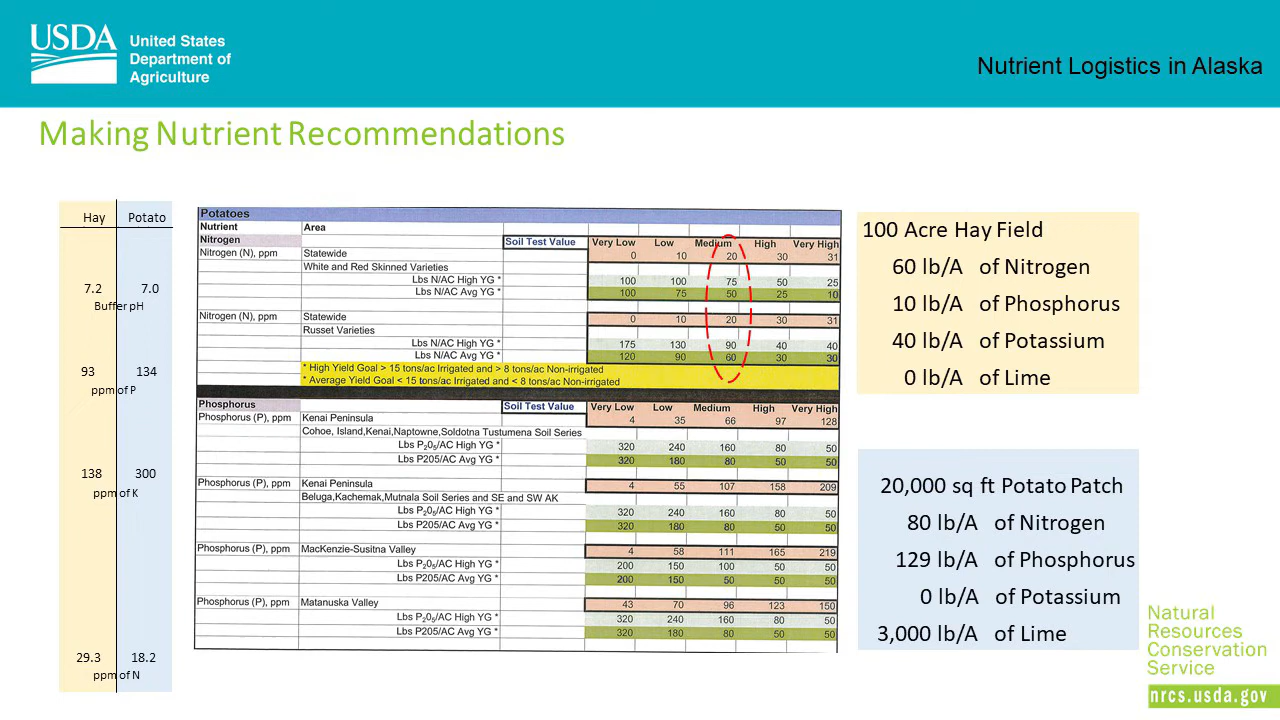 USDA
United States
Department of
Agriculture
Nutrient Logistics in Alaska
Making Nutrient Recommendations
Hay Potato
7.2 7.0
Buffer pH
93 134
ppm of P
138 300
ppm of K
29.3 18.2
ppm of N
Potatoes
Nutrient Area
Nitrogen Soil Test Value Very Low Low Medium High Very High
Nitrogen (N), ppm Statewide 0 10 20 30 31
White and Red Skinned Varieties
Lbs N/AC High YG * 100 100 75 50 25
Lbs N/AC Avg YG * 100 75 50 25 10
Nitrogen (N), ppm Statewide 0 10 20 30 31
Russet Varieties
Lbs N/AC High YG * 175 130 90 40 40
Lbs N/AC Avg YG * 120 90 60 30 30
* High Yield Goal > 15 tons/ac Irrigated and > 8 tons/ac Non-irrigated
* Average Yield Goal < 15 tons/ac Irrigated and < 8 tons/ac Non-irrigated
Phosphorus Soil Test Value Very Low Low Medium High Very High
Phosphorus (P), ppm Kenai Peninsula 4 35 66 97 128
Cohoe, Island,Kenai,Naptowne,Soldotna Tustumena Soil Series
Lbs P₂0₅/AC High YG * 320 240 160 80 50
Lbs P205/AC Avg YG * 320 180 80 50 50
Phosphorus (P), ppm Kenai Peninsula 4 55 107 158 209
Beluga,Kachemak,Mutnala Soil Series and SE and SW AK
Lbs P₂0₅/AC High YG * 320 240 160 80 50
Lbs P205/AC Avg YG * 320 180 80 50 50
Phosphorus (P), ppm MacKenzie-Susitna Valley 4 58 111 165 219
Lbs P₂0₅/AC High YG * 200 150 100 50 50
Lbs P205/AC Avg YG * 200 150 50 50 50
Phosphorus (P), ppm Matanuska Valley 43 70 96 123 150
Lbs P₂0₅/AC High YG * 320 240 160 80 50
Lbs P205/AC Avg YG * 320 180 80 50 50
100 Acre Hay Field
60 lb/A of Nitrogen
10 lb/A of Phosphorus
40 lb/A of Potassium
0 lb/A of Lime
20,000 sq ft Potato Patch
80 lb/A of Nitrogen
129 lb/A of Phosphorus
0 lb/A of Potassium
3,000 lb/A of Lime
Natural
Resources
Conservation
Service
nrcs.usda.gov